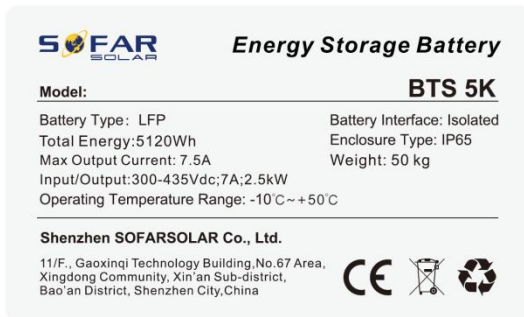 SOFAR
SOLAR
Energy Storage Battery
Model: BTS 5K
Battery Type: LFP
Battery Interface: Isolated
Total Energy:5120Wh
Enclosure Type: IP65
Max Output Current: 7.5A
Weight: 50 kg
Input/Output:300-435Vdc;7A;2.5kW
Operating Temperature Range: -10℃~+50℃
Shenzhen SOFARSOLAR Co., Ltd.
11/F., Gaoxinqi Technology Building,No.67 Area,
Xingdong Community, Xin'an Sub-district,
Bao'an District, Shenzhen City,China
CE